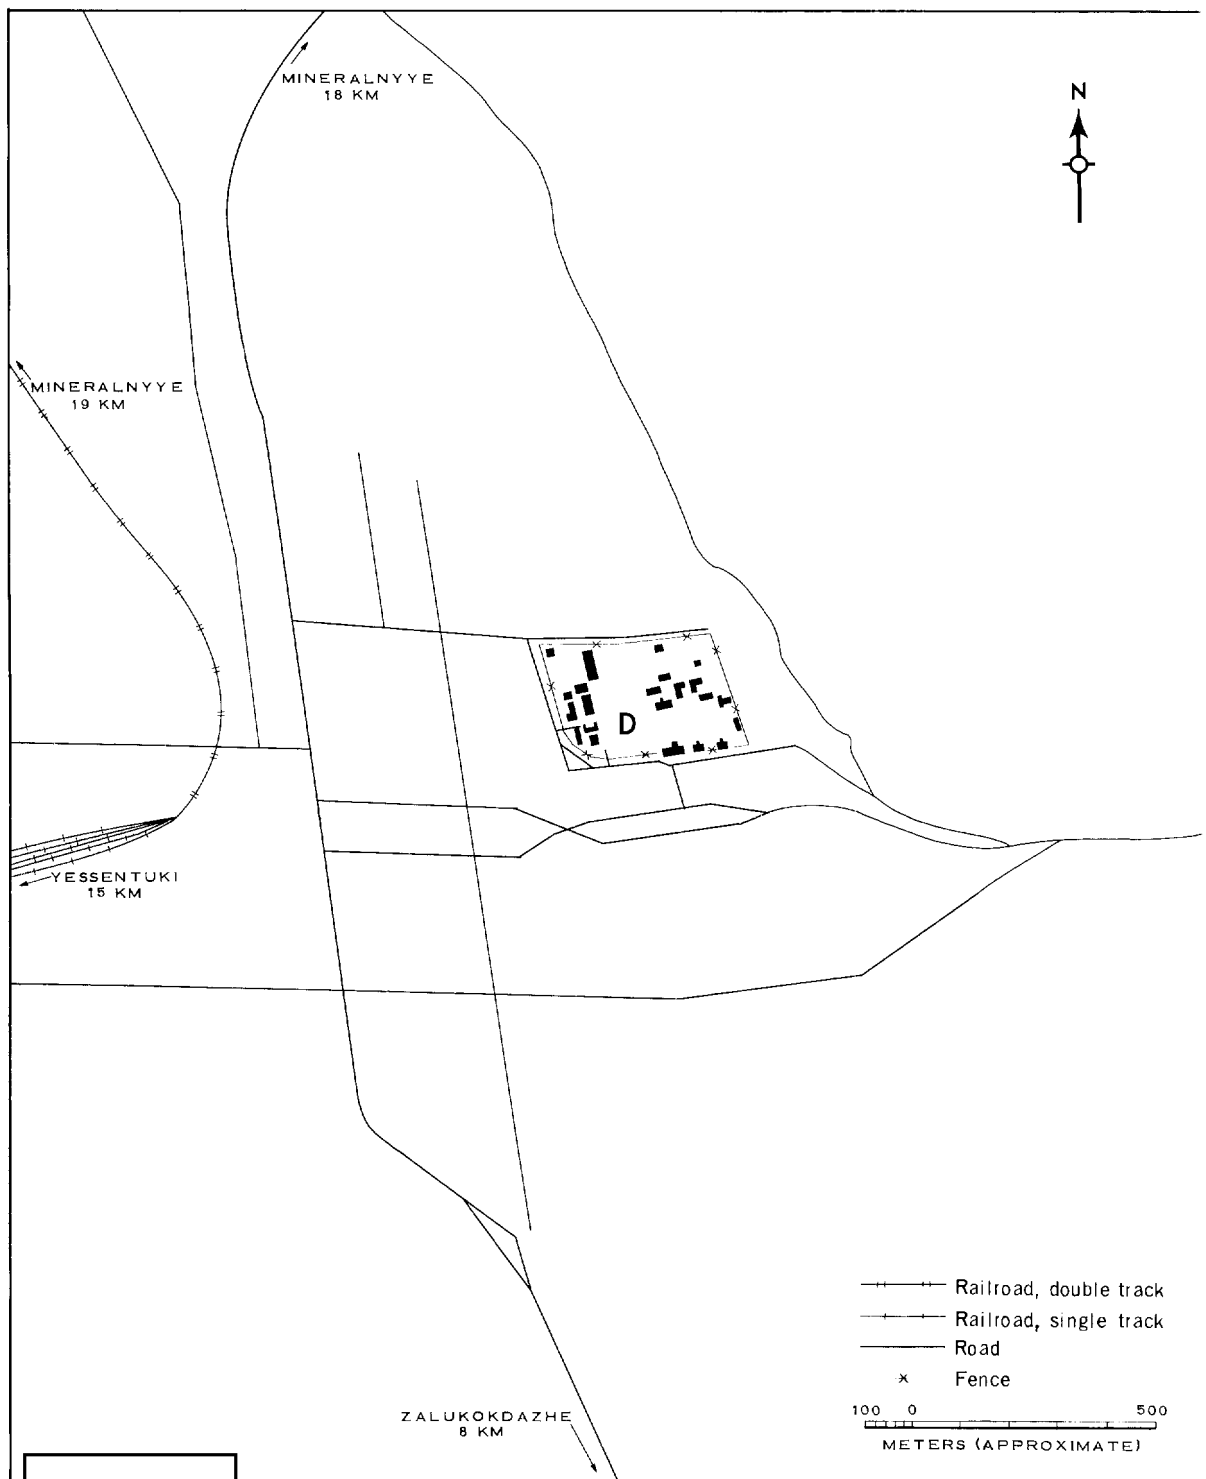 MINERALNYYE
18 KM
N
MINERALNYYE
19 KM
D
YESSENTUKI
15 KM
Railroad, double track
Railroad, single track
Road
Fence
ZALUKOKDAZHE
8 KM
100 0 500
METERS (APPROXIMATE)